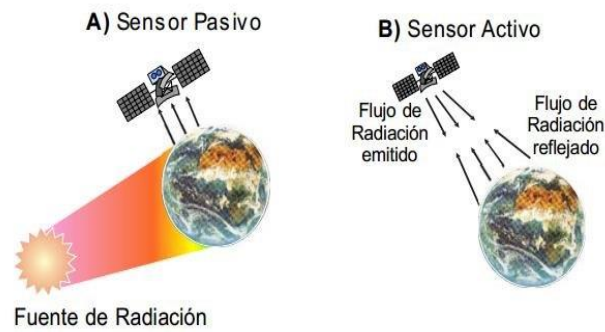 A) Sensor Pasivo
B) Sensor Activo
Flujo de
Radiación
emitido
Flujo de
Radiación
reflejado
Fuente de Radiación